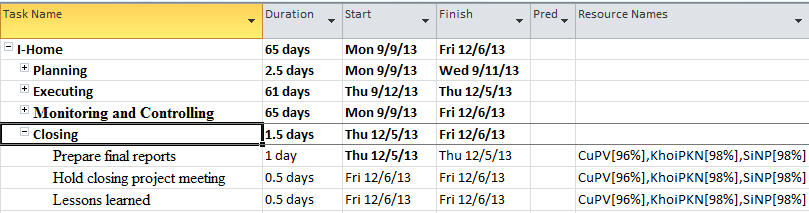 Task Name Duration Start Finish Pred Resource Names
I-Home 65 days Mon 9/9/13 Fri 12/6/13
Planning 2.5 days Mon 9/9/13 Wed 9/11/13
Executing 61 days Thu 9/12/13 Thu 12/5/13
Monitoring and Controlling 65 days Mon 9/9/13 Fri 12/6/13
Closing 1.5 days Thu 12/5/13 Fri 12/6/13
Prepare final reports 1 day Thu 12/5/13 Thu 12/5/13 CuPV[96%],KhoiPKN[98%],SiNP[98%]
Hold closing project meeting 0.5 days Fri 12/6/13 Fri 12/6/13 CuPV[96%],KhoiPKN[98%],SiNP[98%]
Lessons learned 0.5 days Fri 12/6/13 Fri 12/6/13 CuPV[96%],KhoiPKN[98%],SiNP[98%]